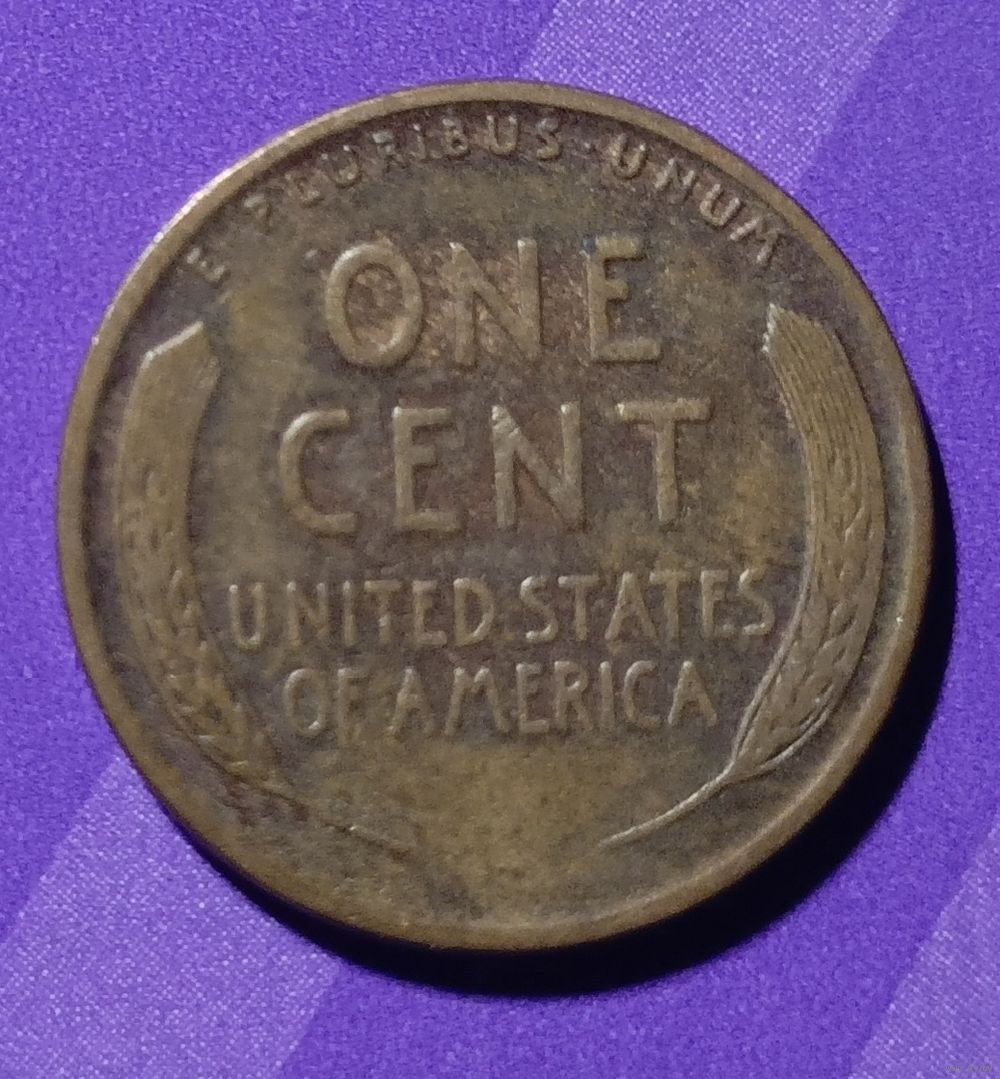 E · PLURIBUS · UNUM
ONE
CENT
UNITED STATES
OF AMERICA